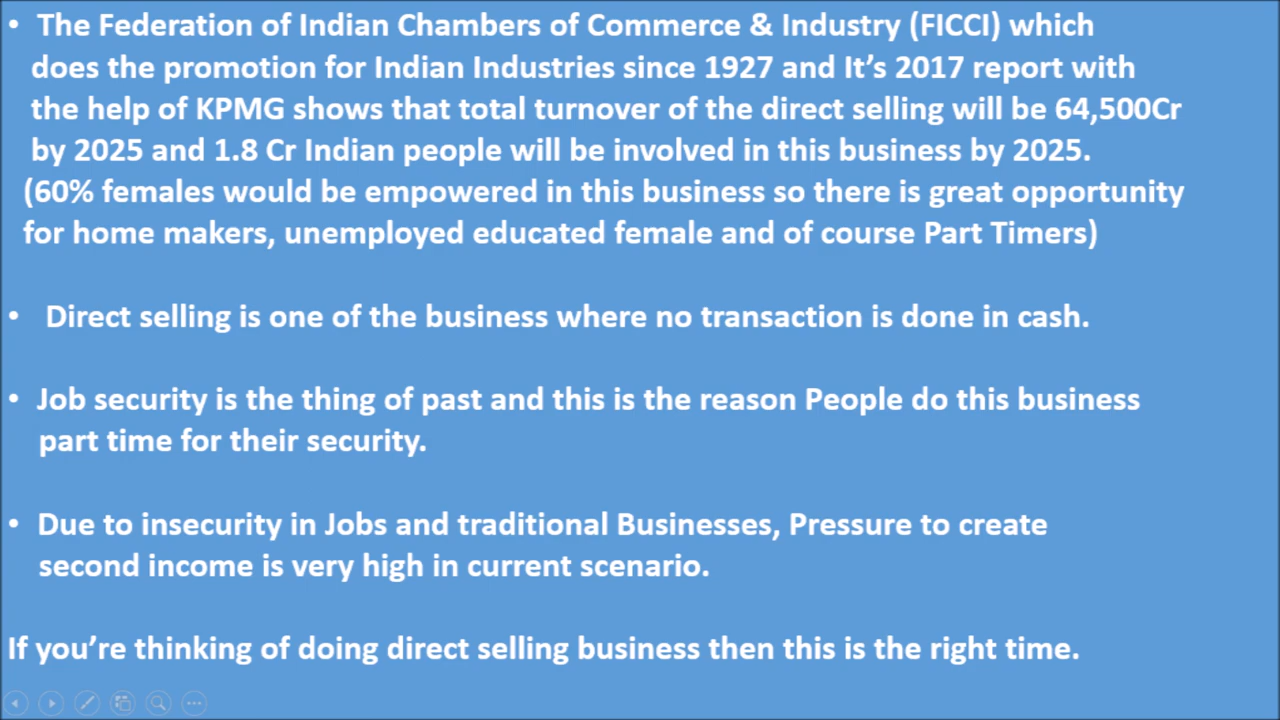 • The Federation of Indian Chambers of Commerce & Industry (FICCI) which
does the promotion for Indian Industries since 1927 and It’s 2017 report with
the help of KPMG shows that total turnover of the direct selling will be 64,500Cr
by 2025 and 1.8 Cr Indian people will be involved in this business by 2025.
(60% females would be empowered in this business so there is great opportunity
for home makers, unemployed educated female and of course Part Timers)
• Direct selling is one of the business where no transaction is done in cash.
• Job security is the thing of past and this is the reason People do this business
part time for their security.
• Due to insecurity in Jobs and traditional Businesses, Pressure to create
second income is very high in current scenario.
If you’re thinking of doing direct selling business then this is the right time.